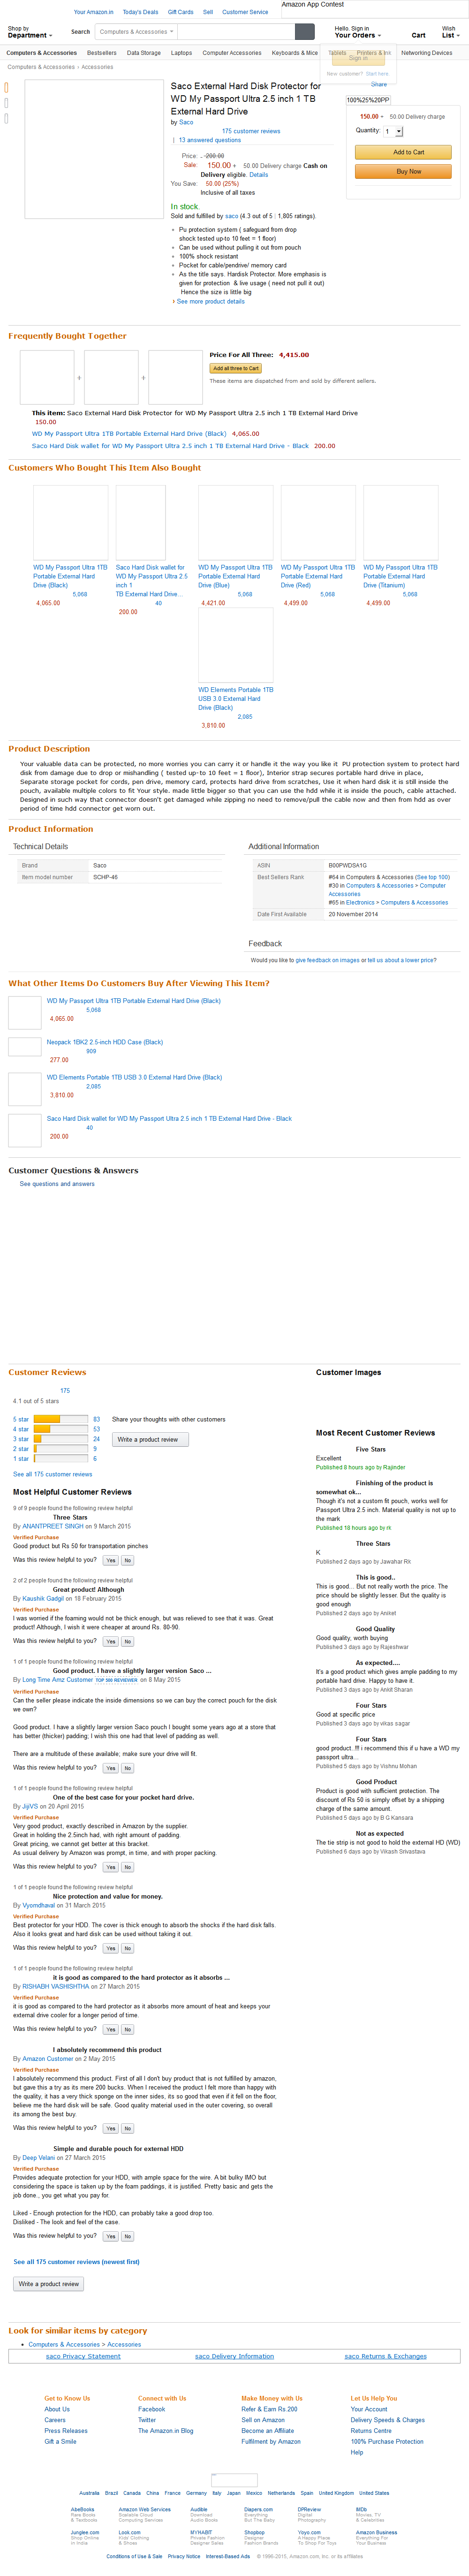 Amazon App Contest
Your Amazon.in Today's Deals Gift Cards Sell Customer Service
Shop by
Department
Search
Computers & Accessories
Hello. Sign in
Your Orders
Cart
Wish
List
Computers & Accessories Bestsellers Data Storage Laptops Computer Accessories Keyboards & Mice Tablets Printers & Ink Networking Devices
Sign in
New customer? Start here.
Computers & Accessories › Accessories
Saco External Hard Disk Protector for
WD My Passport Ultra 2.5 inch 1 TB
External Hard Drive
by Saco
175 customer reviews
| 13 answered questions
Price: 200.00
Sale: 150.00 + 50.00 Delivery charge Cash on
Delivery eligible. Details
You Save: 50.00 (25%)
Inclusive of all taxes
In stock.
Sold and fulfilled by saco (4.3 out of 5 | 1,805 ratings).
Pu protection system ( safeguard from drop
shock tested up-to 10 feet = 1 floor)
Can be used without pulling it out from pouch
100% shock resistant
Pocket for cable/pendrive/ memory card
As the title says. Hardisk Protector. More emphasis is
given for protection & live usage ( need not pull it out)
Hence the size is little big
› See more product details
Share
100%25%20PP
150.00 + 50.00 Delivery charge
Quantity: 1
Add to Cart
Buy Now
Frequently Bought Together
+
+
Price For All Three: 4,415.00
Add all three to Cart
These items are dispatched from and sold by different sellers.
This item: Saco External Hard Disk Protector for WD My Passport Ultra 2.5 inch 1 TB External Hard Drive
150.00
WD My Passport Ultra 1TB Portable External Hard Drive (Black) 4,065.00
Saco Hard Disk wallet for WD My Passport Ultra 2.5 inch 1 TB External Hard Drive - Black 200.00
Customers Who Bought This Item Also Bought
WD My Passport Ultra 1TB
Portable External Hard
Drive (Black)
5,068
4,065.00
Saco Hard Disk wallet for
WD My Passport Ultra 2.5
inch 1
TB External Hard Drive...
40
200.00
WD My Passport Ultra 1TB
Portable External Hard
Drive (Blue)
5,068
4,421.00
WD My Passport Ultra 1TB
Portable External Hard
Drive (Red)
5,068
4,499.00
WD My Passport Ultra 1TB
Portable External Hard
Drive (Titanium)
5,068
4,499.00
WD Elements Portable 1TB
USB 3.0 External Hard
Drive (Black)
2,085
3,810.00
Product Description
Your valuable data can be protected, no more worries you can carry it or handle it the way you like it PU protection system to protect hard
disk from damage due to drop or mishandling ( tested up-to 10 feet = 1 floor), Interior strap secures portable hard drive in place,
Separate storage pocket for cords, pen drive, memory card, protects hard drive from scratches. Use it when hard disk it is still inside the
pouch, available multiple colors to fit Your style. made little bigger so that you can use the hdd while it is inside the pouch, cable attached.
Designed in such way that connector doesn't get damaged while zipping no need to remove/pull the cable now and then from hdd as over
period of time hdd connector get worn out.
Product Information
Technical Details
Brand Saco
Item model number SCHP-46
Additional Information
ASIN B00PWDSA1G
Best Sellers Rank #64 in Computers & Accessories (See top 100)
#30 in Computers & Accessories > Computer
Accessories
#65 in Electronics > Computers & Accessories
Date First Available 20 November 2014
Feedback
Would you like to give feedback on images or tell us about a lower price?
What Other Items Do Customers Buy After Viewing This Item?
WD My Passport Ultra 1TB Portable External Hard Drive (Black)
5,068
4,065.00
Neopack 1BK2 2.5-inch HDD Case (Black)
909
277.00
WD Elements Portable 1TB USB 3.0 External Hard Drive (Black)
2,085
3,810.00
Saco Hard Disk wallet for WD My Passport Ultra 2.5 inch 1 TB External Hard Drive - Black
40
200.00
Customer Questions & Answers
See questions and answers
Customer Reviews
175
4.1 out of 5 stars
5 star 83
4 star 53
3 star 24
2 star 9
1 star 6
Share your thoughts with other customers
Write a product review
See all 175 customer reviews
Most Helpful Customer Reviews
9 of 9 people found the following review helpful
Three Stars
By ANANTPREET SINGH on 9 March 2015
Verified Purchase
Good product but Rs 50 for transportation pinches
Was this review helpful to you? Yes No
2 of 2 people found the following review helpful
Great product! Although
By Kaushik Gadgil on 18 February 2015
Verified Purchase
I was worried if the foaming would not be thick enough, but was relieved to see that it was. Great
product! Although, I wish it were cheaper at around Rs. 80-90.
Was this review helpful to you? Yes No
1 of 1 people found the following review helpful
Good product. I have a slightly larger version Saco ...
By Long Time Amz Customer TOP 500 REVIEWER on 8 May 2015
Verified Purchase
Can the seller please indicate the inside dimensions so we can buy the correct pouch for the disk
we own?
Good product. I have a slightly larger version Saco pouch I bought some years ago at a store that
has better (thicker) padding; I wish this one had that level of padding as well.
There are a multitude of these available; make sure your drive will fit.
Was this review helpful to you? Yes No
1 of 1 people found the following review helpful
One of the best case for your pocket hard drive.
By JijiVS on 20 April 2015
Verified Purchase
Very good product, exactly described in Amazon by the supplier.
Great in holding the 2.5inch hdd, with right amount of padding.
Great pricing, we cannot get better at this bracket.
As usual delivery by Amazon was prompt, in time, and with proper packing.
Was this review helpful to you? Yes No
1 of 1 people found the following review helpful
Nice protection and value for money.
By Vyomdhaval on 31 March 2015
Verified Purchase
Best protector for your HDD. The cover is thick enough to absorb the shocks if the hard disk falls.
Also it looks great and hard disk can be used without taking it out.
Was this review helpful to you? Yes No
1 of 1 people found the following review helpful
it is good as compared to the hard protector as it absorbs ...
By RISHABH VASHISHTHA on 27 March 2015
Verified Purchase
it is good as compared to the hard protector as it absorbs more amount of heat and keeps your
external drive cooler for a longer period of time.
Was this review helpful to you? Yes No
I absolutely recommend this product
By Amazon Customer on 2 May 2015
Verified Purchase
I absolutely recommend this product. First of all I don't buy product that is not fulfilled by amazon,
but gave this a try as its mere 200 bucks. When I received the product I felt more than happy with
the quality, it has a very thick sponge on the inner sides, its so good that even if it fell on the floor,
believe me the hard disk will be safe. Good quality material used in the outer covering, so overall
its among the best buy.
Was this review helpful to you? Yes No
Simple and durable pouch for external HDD
By Deep Velani on 27 March 2015
Verified Purchase
Provides adequate protection for your HDD, with ample space for the wire. A bit bulky IMO but
considering the space is taken up by the foam paddings, it is justified. Pretty basic and gets the
job done , you get what you pay for.
Liked - Enough protection for the HDD, can probably take a good drop too.
Disliked - The look and feel of the case.
Was this review helpful to you? Yes No
See all 175 customer reviews (newest first)
Write a product review
Customer Images
Most Recent Customer Reviews
Five Stars
Excellent
Published 8 hours ago by Rajinder
Finishing of the product is
somewhat ok...
Though it's not a custom fit pouch, works well for
Passport Ultra 2.5 inch. Material quality is not up to
the mark
Published 18 hours ago by ri
Three Stars
K
Published 2 days ago by Jawahar RII
This is good..
This is good... But not really worth the price. The
price should be slightly lesser. But the quality is
good enough
Published 2 days ago by Aniket
Good Quality
Good quality, worth buying
Published 3 days ago by Rajeshwar
As expected....
It's a good product which gives ample padding to my
portable hard drive. Happy to have it.
Published 3 days ago by Ankit Sharan
Four Stars
Good at specific price
Published 3 days ago by vikas sagar
Four Stars
good product. !!! i recommend this if u have a WD my
passport ultra...
Published 5 days ago by Vishnu Mohan
Good Product
Product is good with sufficient protection. The
discount of Rs 50 is simply offset by a shipping
charge of the same amount.
Published 5 days ago by B G Kansara
Not as expected
The tie strip is not good to hold the external HD (WD)
Published 6 days ago by Vikash Srivastava
Look for similar items by category
Computers & Accessories > Accessories
saco Privacy Statement saco Delivery Information saco Returns & Exchanges
Get to Know Us
About Us
Careers
Press Releases
Gift a Smile
Connect with Us
Facebook
Twitter
The Amazon.in Blog
Make Money with Us
Refer & Earn Rs.200
Sell on Amazon
Become an Affiliate
Fulfilment by Amazon
Let Us Help You
Your Account
Delivery Speeds & Charges
Returns Centre
100% Purchase Protection
Help
Australia Brazil Canada China France Germany Italy Japan Mexico Netherlands Spain United Kingdom United States
AbeBooks
Rare Books
& Textbooks
Amazon Web Services
Scalable Cloud
Computing Services
Audible
Download
Audio Books
Diapers.com
Everything
But The Baby
DPReview
Digital
Photography
IMDb
Movies, TV
& Celebrities
Junglee.com
Shop Online
in India
Look.com
Kids' Clothing
& Shoes
MYHABIT
Private Fashion
Designer Sales
Shopbop
Designer
Fashion Brands
Yoyo.com
A Happy Place
To Shop For Toys
Amazon Business
Everything For
Your Business
Conditions of Use & Sale Privacy Notice Interest-Based Ads © 1996-2015, Amazon.com, Inc. or its affiliates